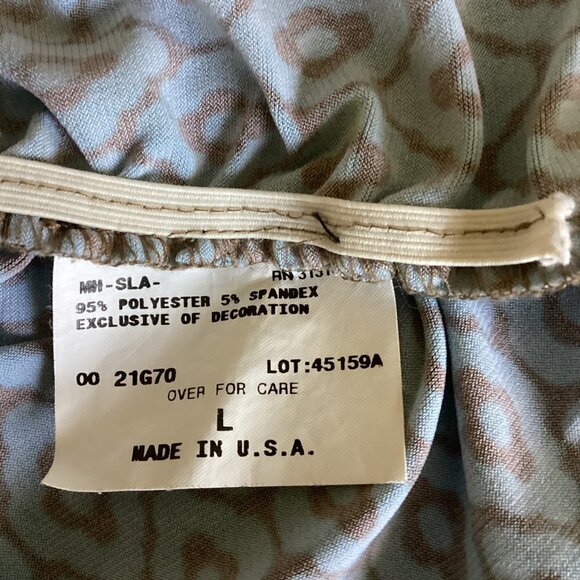 MH-SLA- RN
95% POLYESTER 5% SPANDEX
EXCLUSIVE OF DECORATION
00 21G70 LOT:45159A
OVER FOR CARE
L
MADE IN U.S.A.